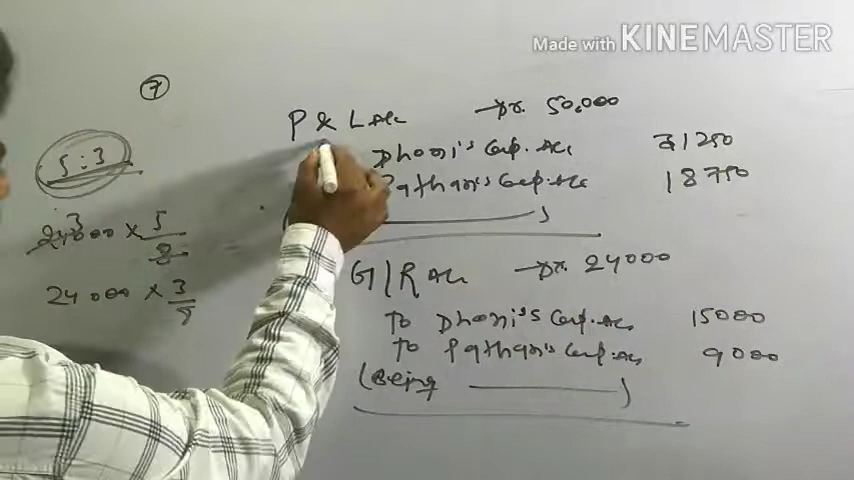 Made with KINEMASTER
7
P & L A/c Dr. 50,000
Dhoni's Cap. A/c 31250
Pathan's Cap. A/c 18750
5:3
3
24000 × 5/8
24000 × 3/8
G/R A/c Dr. 24000
To Dhoni's Cap. A/c 15000
To Pathan's Cap. A/c 9000
(Being )